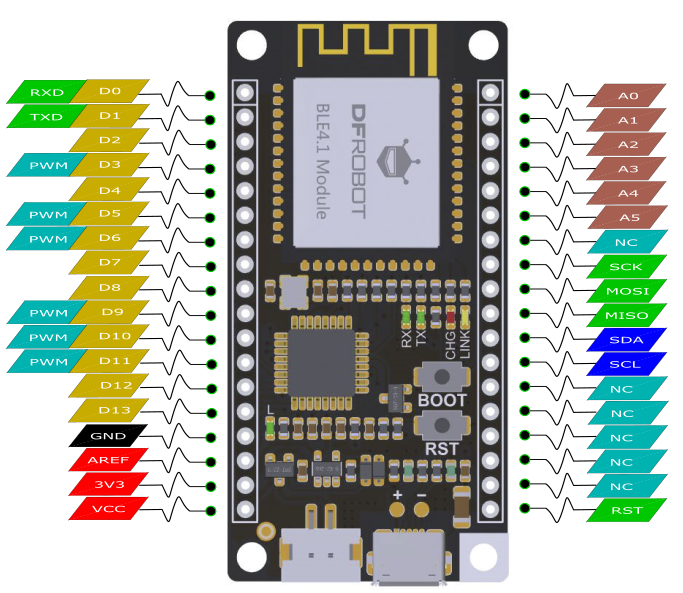 RXD D0
TXD D1
D2
PWM D3
D4
PWM D5
PWM D6
D7
D8
PWM D9
PWM D10
PWM D11
D12
D13
GND
AREF
3V3
VCC
DFROBOT
BLE4.1 Module
RX
TX
CHG
LINK
BOOT
L
RST
+ −
A0
A1
A2
A3
A4
A5
NC
SCK
MOSI
MISO
SDA
SCL
NC
NC
NC
NC
NC
RST